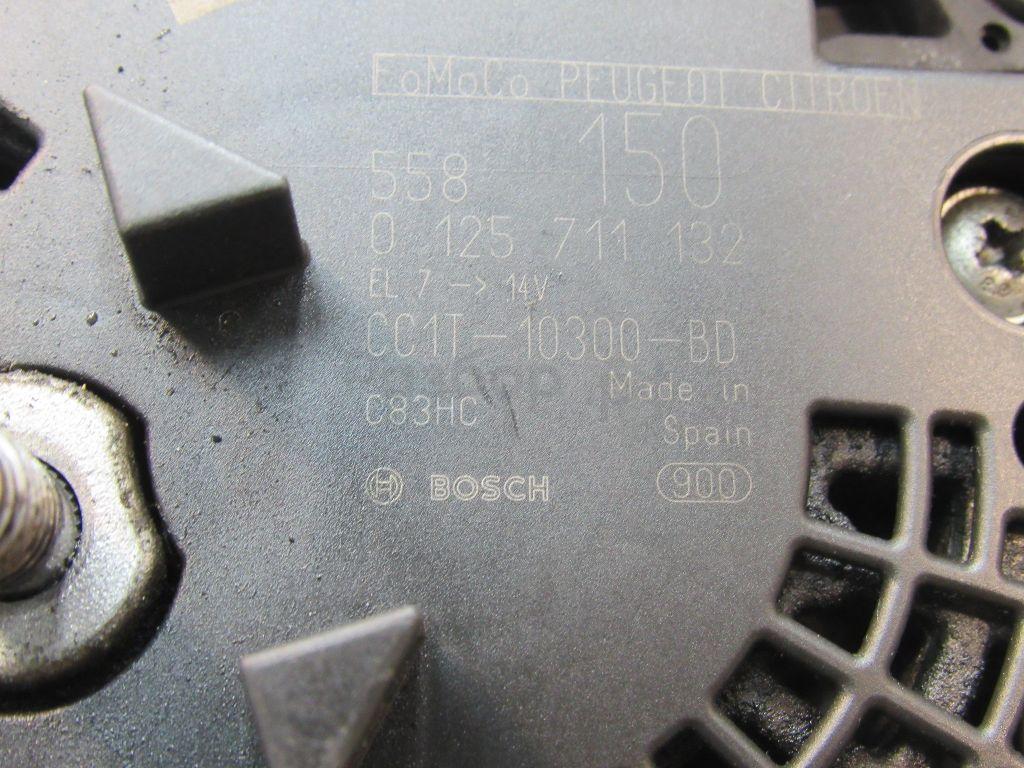 FoMoCo PEUGEOT CITROEN
558 150
0 125 711 132
EL 7 -> 14V
CC1T-10300-BD
Made in
C83HC
Spain
BOSCH 900